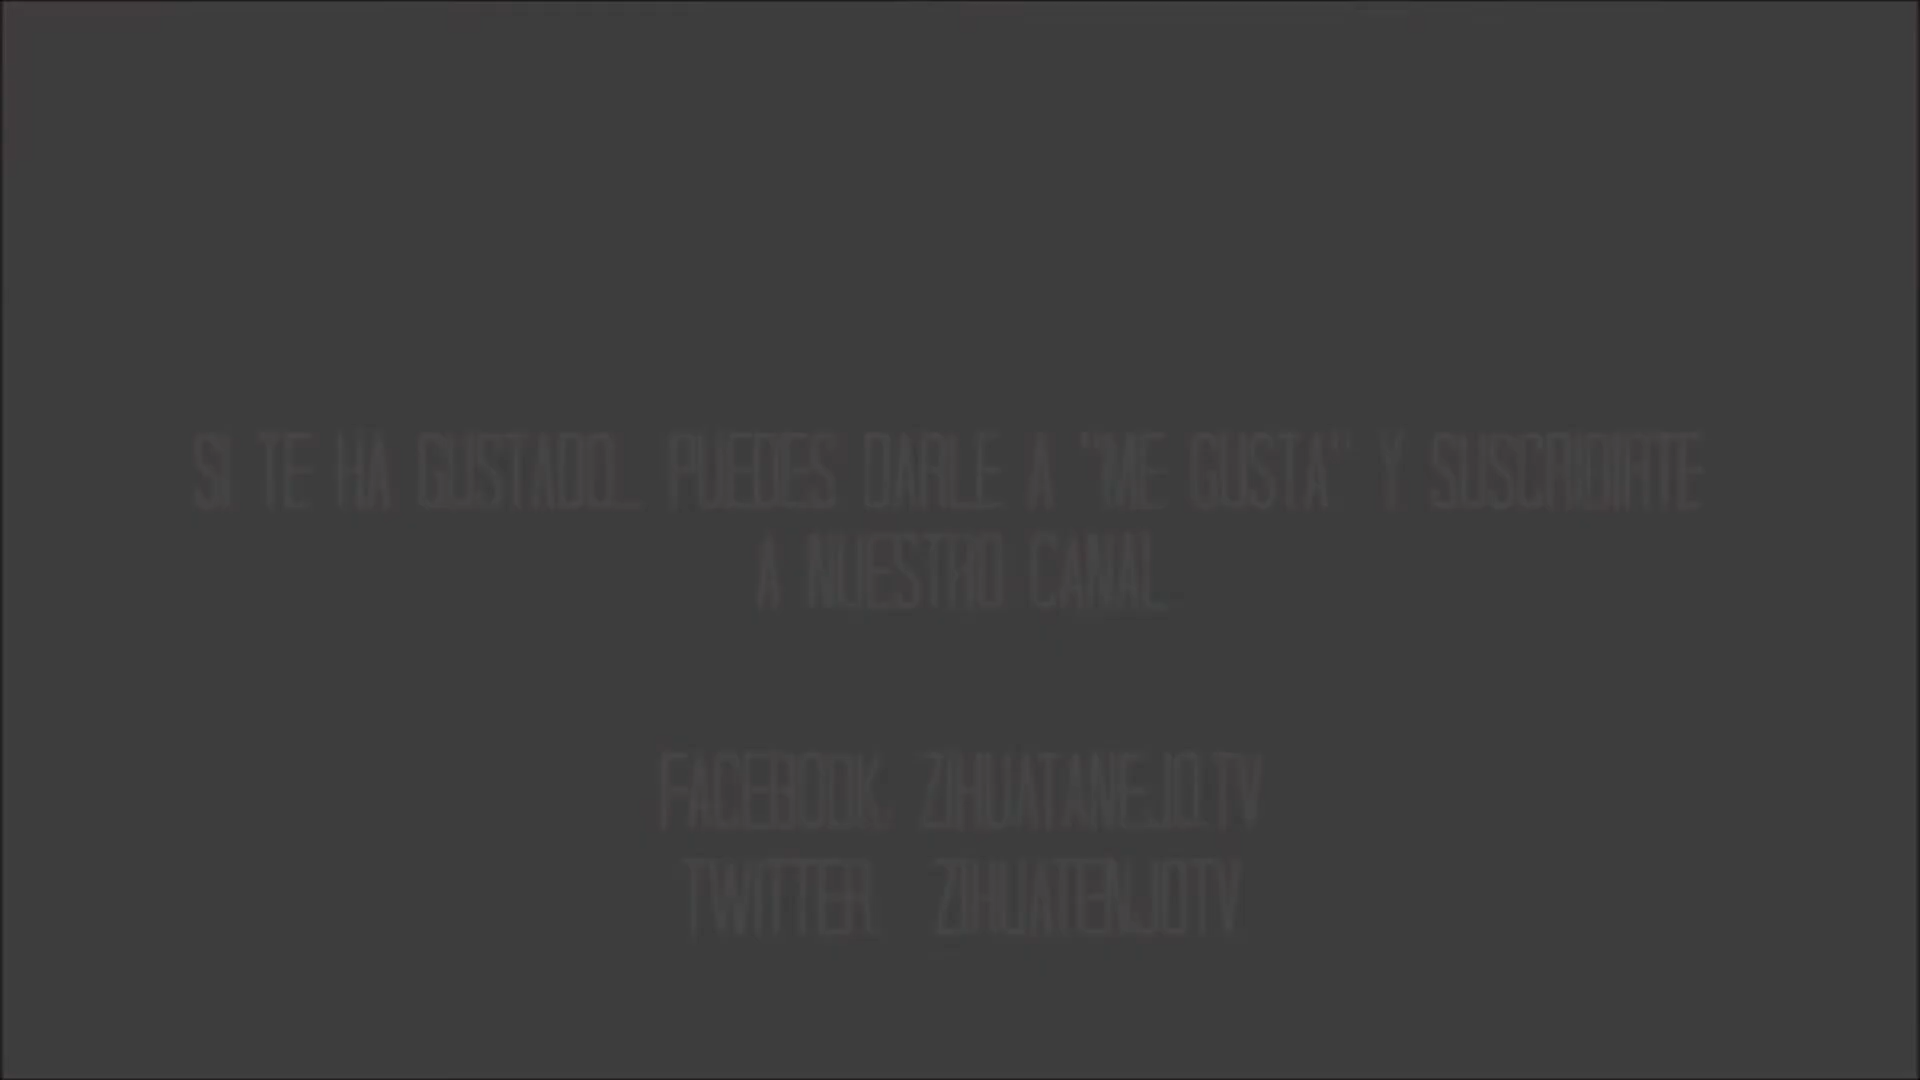 SI TE HA GUSTADO... PUEDES DARLE A "ME GUSTA" Y SUSCRIBIRTE
A NUESTRO CANAL
FACEBOOK: ZIHUATANEJO.TV
TWITTER: ZIHUATENJOTV